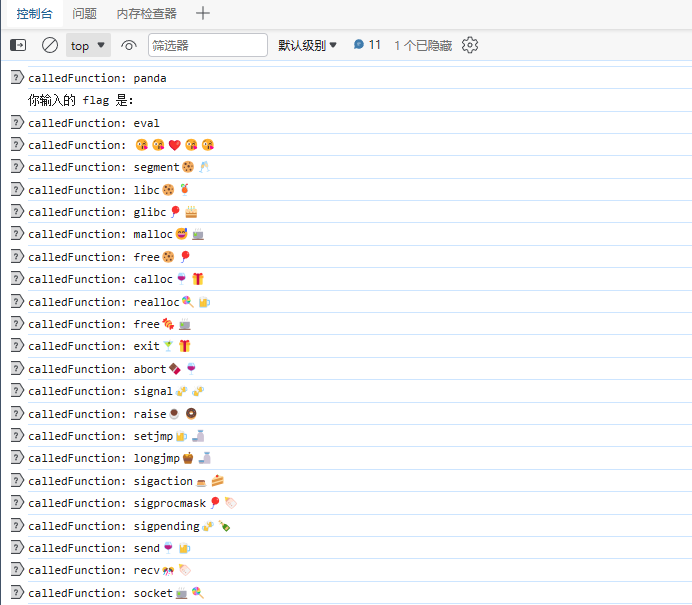 控制台 问题 内存检查器
top ▼ 筛选器 默认级别 ▼ 11 1 个已隐藏
calledFunction: panda
你输入的 flag 是:
calledFunction: eval
calledFunction: 😘😘❤️😘😘
calledFunction: segment🍪🥂
calledFunction: libc🍪🍹
calledFunction: glibc🎈🎂
calledFunction: malloc😅🍵
calledFunction: free🍪🎈
calledFunction: calloc🍷🎁
calledFunction: realloc🍭🍺
calledFunction: free🍬🍵
calledFunction: exit🍸🎁
calledFunction: abort🍫🍷
calledFunction: signal🍻🍻
calledFunction: raise☕🍩
calledFunction: setjmp🍺🍶
calledFunction: longjmp🧁🍶
calledFunction: sigaction🍮🍰
calledFunction: sigprocmask🎈🏷️
calledFunction: sigpending🍻🍾
calledFunction: send🍷🍺
calledFunction: recv🎊🏷️
calledFunction: socket🍵🍭